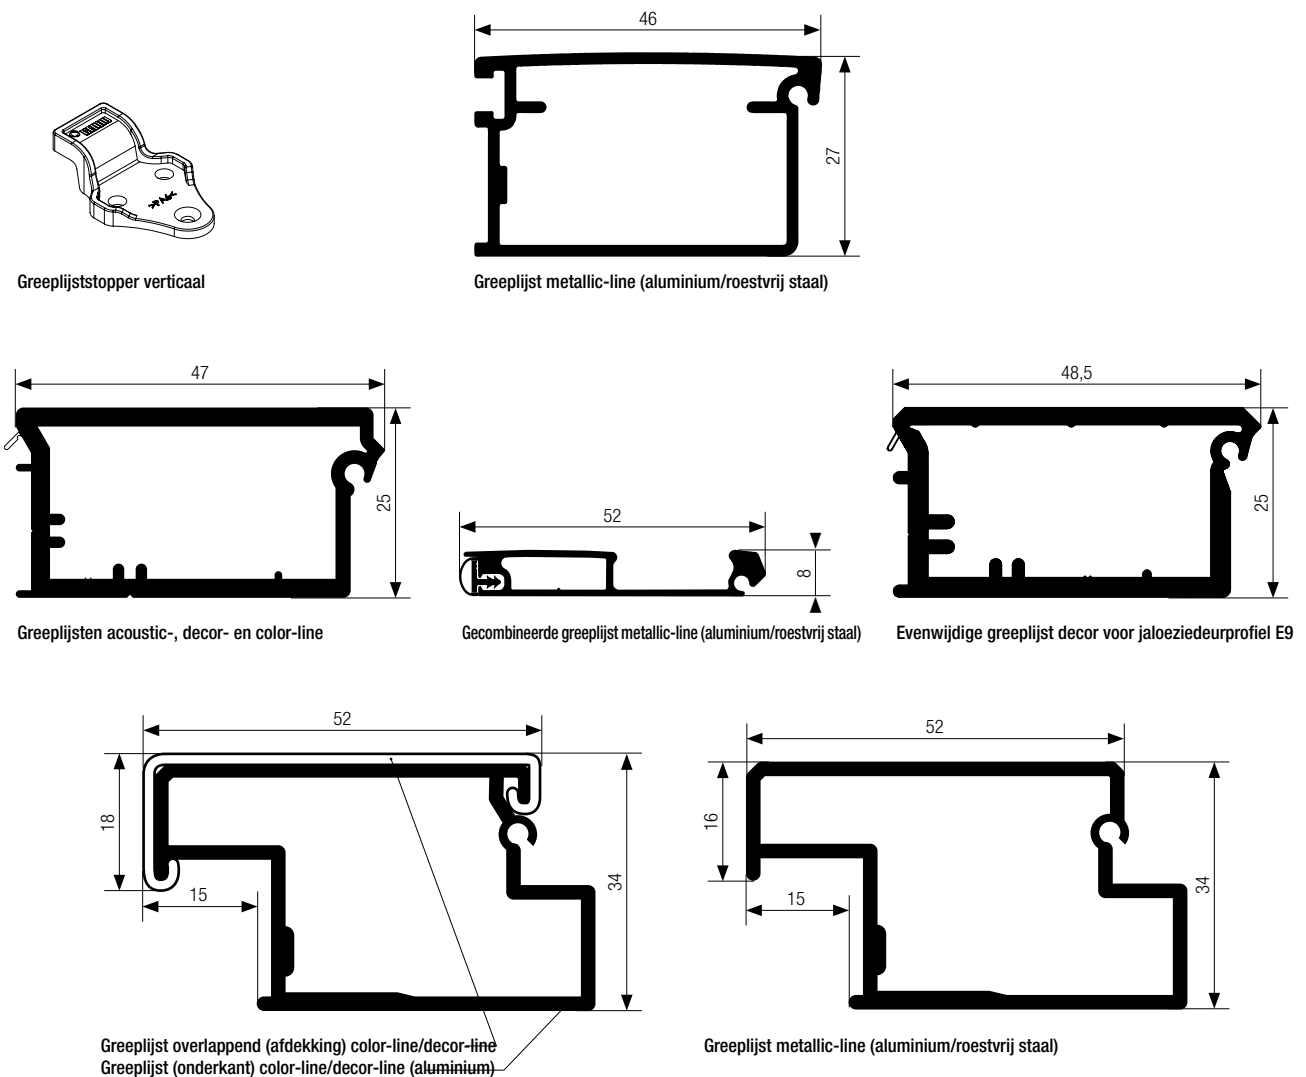 46
27
>PA6<
Greeplijststopper verticaal
Greeplijst metallic-line (aluminium/roestvrij staal)
47
25
52
8
48,5
25
Greeplijsten acoustic-, decor- en color-line
Gecombineerde greeplijst metallic-line (aluminium/roestvrij staal)
Evenwijdige greeplijst decor voor jaloeziedeurprofiel E9
52
18
15
34
52
16
15
34
Greeplijst overlappend (afdekking) color-line/decor-line
Greeplijst (onderkant) color-line/decor-line (aluminium)
Greeplijst metallic-line (aluminium/roestvrij staal)